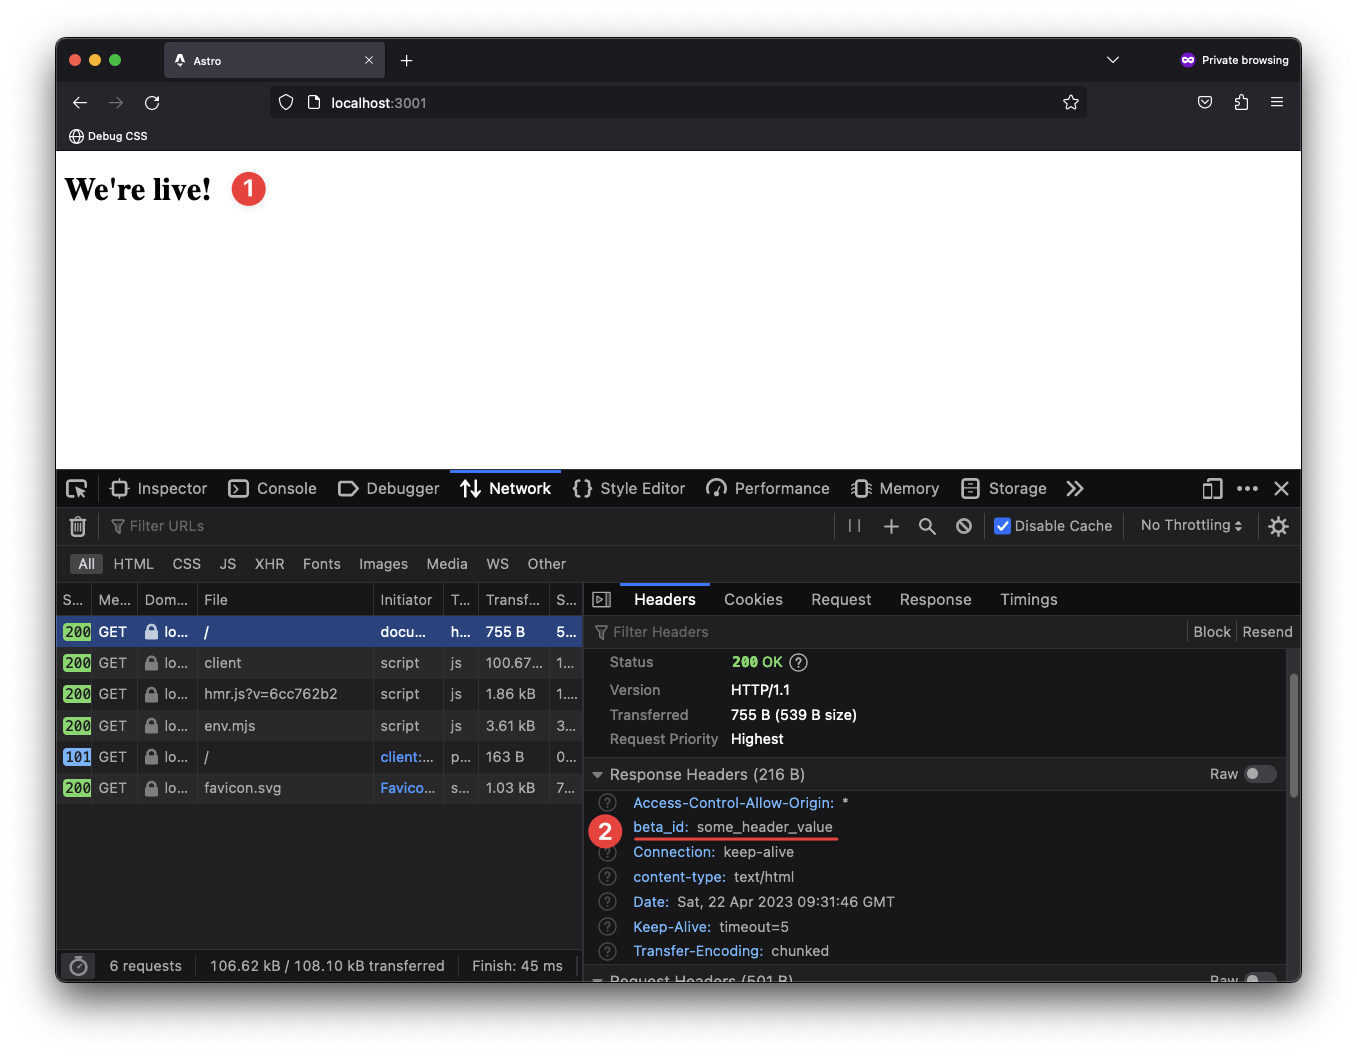 Astro
Private browsing
localhost:3001
Debug CSS
We're live! 1
Inspector Console Debugger Network Style Editor Performance Memory Storage
Filter URLs Disable Cache No Throttling
All HTML CSS JS XHR Fonts Images Media WS Other
S... Me... Dom... File Initiator T... Transf... S...
200 GET lo... / docu... h... 755 B 5...
200 GET lo... client script js 100.67... 1...
200 GET lo... hmr.js?v=6cc762b2 script js 1.86 kB 1....
200 GET lo... env.mjs script js 3.61 kB 3...
101 GET lo... / client:... p... 163 B 0...
200 GET lo... favicon.svg Favico... s... 1.03 kB 7...
6 requests 106.62 kB / 108.10 kB transferred Finish: 45 ms
Headers Cookies Request Response Timings
Filter Headers Block Resend
Status 200 OK ?
Version HTTP/1.1
Transferred 755 B (539 B size)
Request Priority Highest
Response Headers (216 B) Raw
? Access-Control-Allow-Origin: *
2 beta_id: some_header_value
? Connection: keep-alive
? content-type: text/html
? Date: Sat, 22 Apr 2023 09:31:46 GMT
? Keep-Alive: timeout=5
? Transfer-Encoding: chunked
Request Headers (501 B) Raw